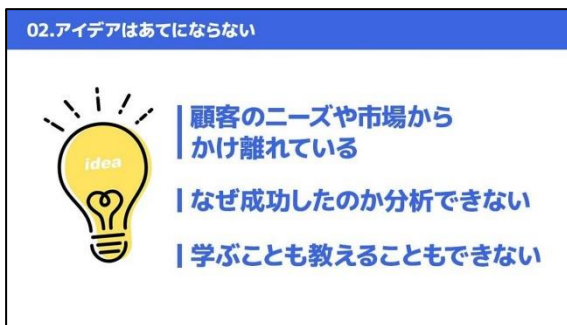 02.アイデアはあてにならない
idea
顧客のニーズや市場から
かけ離れている
なぜ成功したのか分析できない
学ぶことも教えることもできない